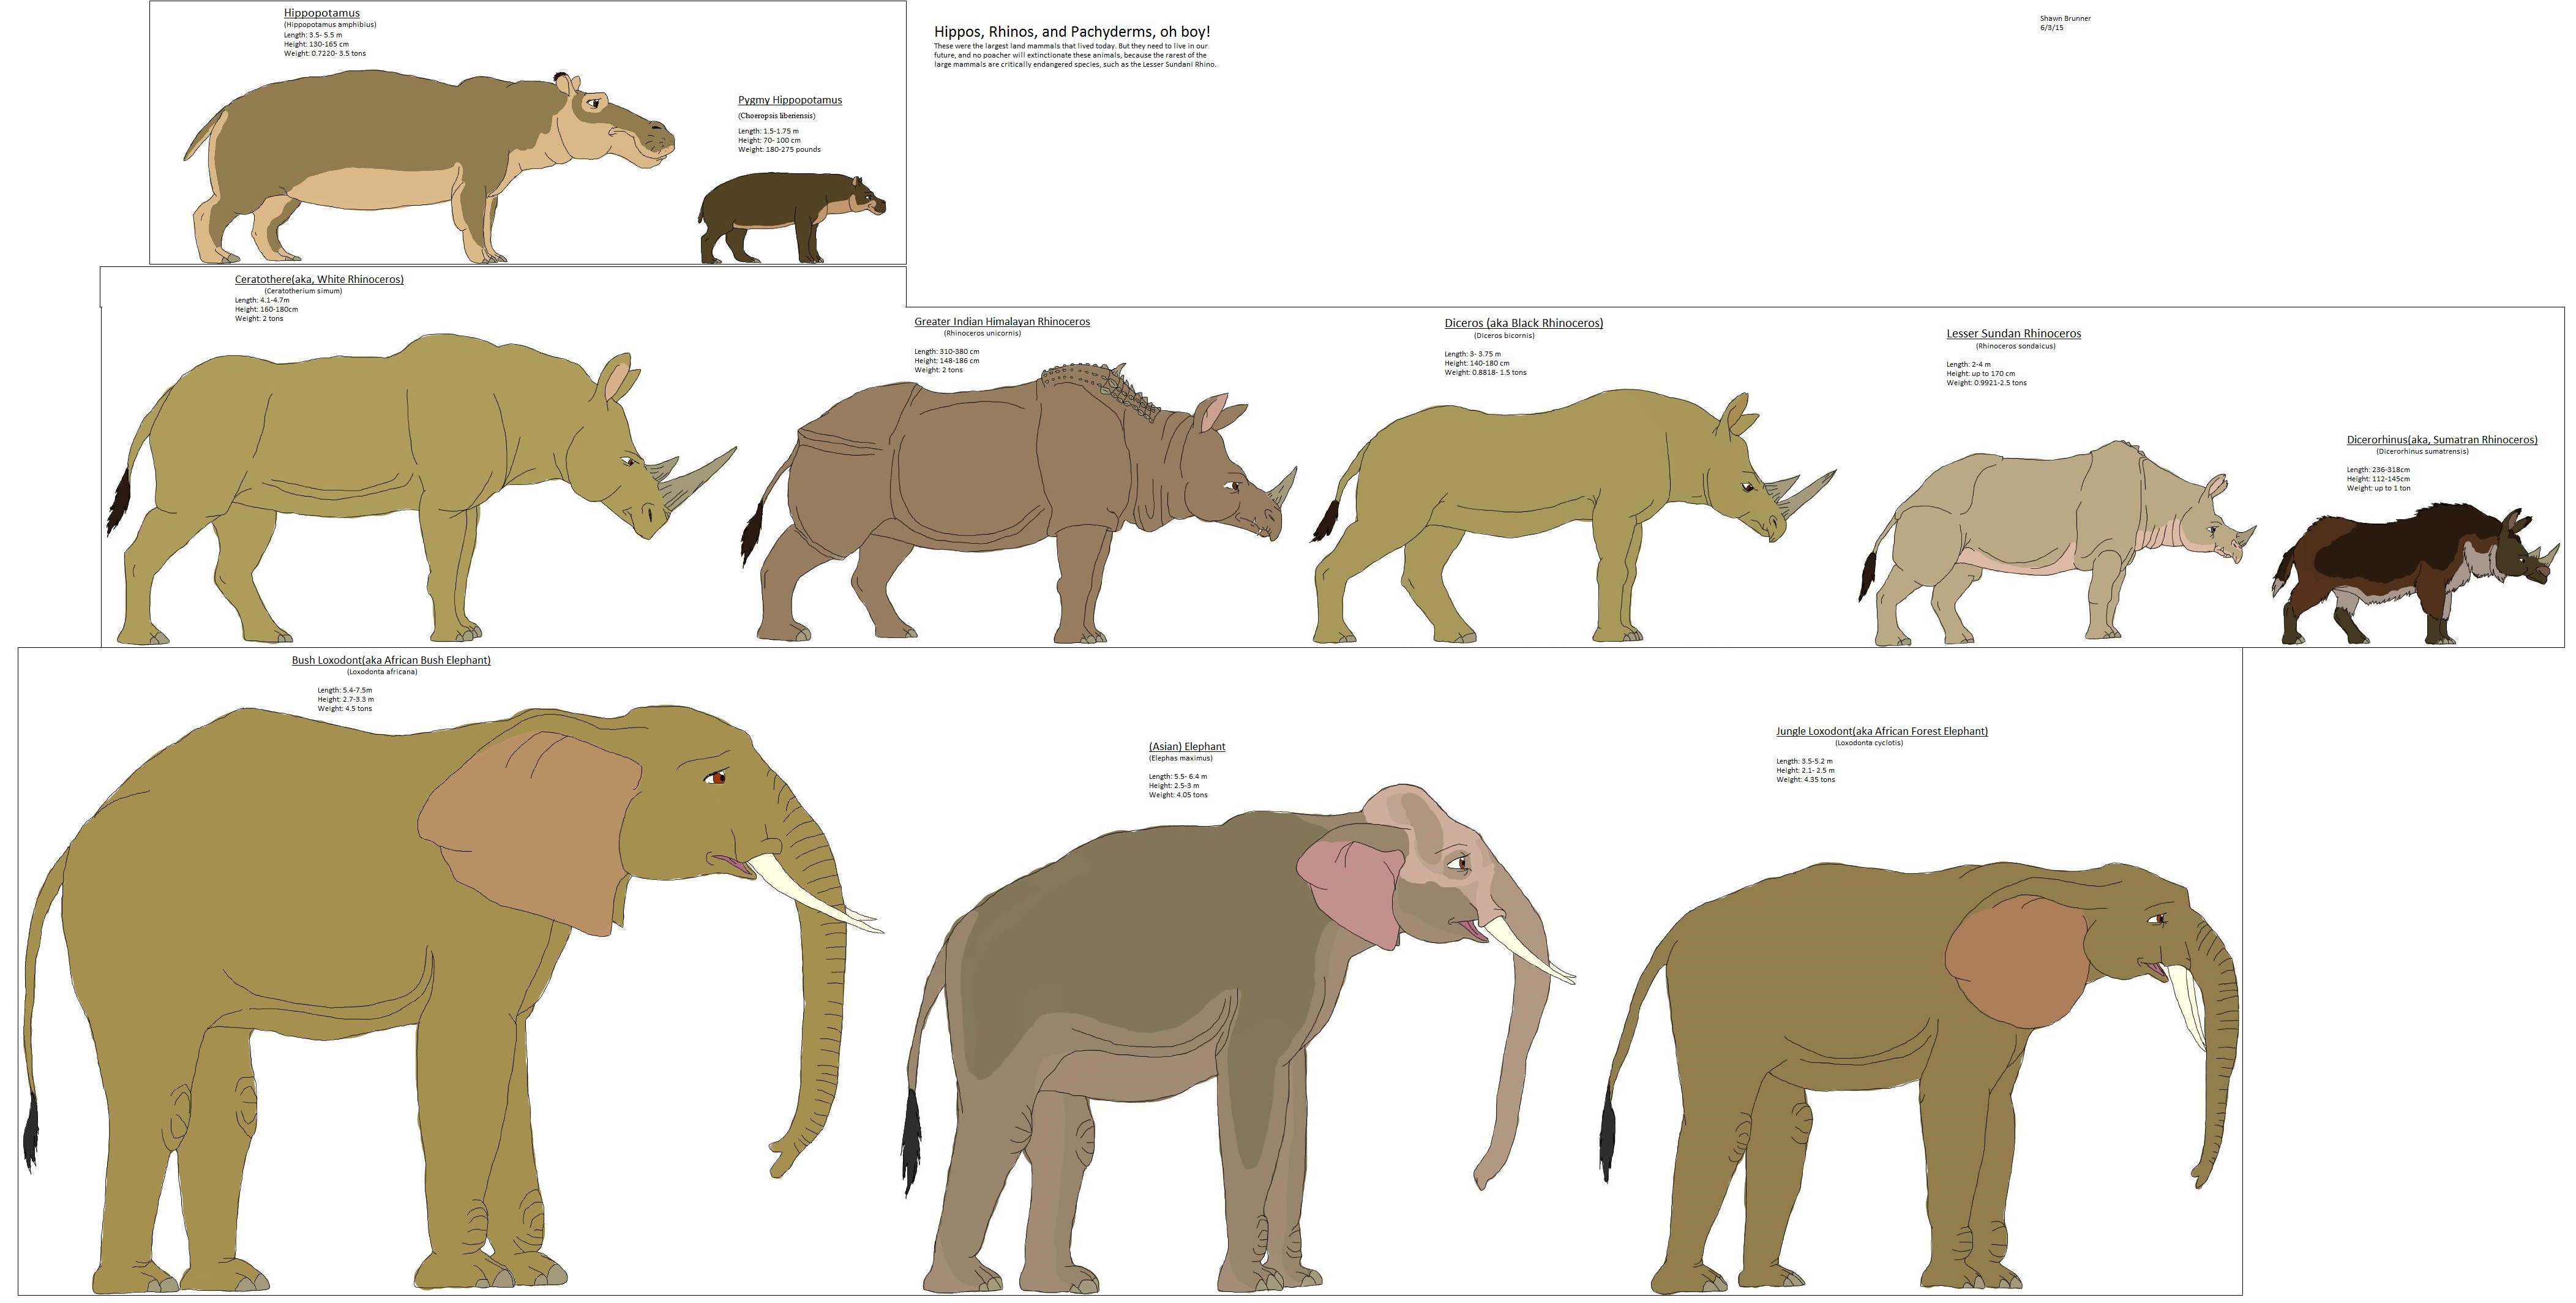 Hippopotamus
(Hippopotamus amphibius)
Length: 3.5- 5.5 m
Height: 130-165 cm
Weight: 0.7220- 3.5 tons
Pygmy Hippopotamus
(Choeropsis liberiensis)
Length: 1.5-1.75 m
Height: 70- 100 cm
Weight: 180-275 pounds
Hippos, Rhinos, and Pachyderms, oh boy!
These were the largest land mammals that lived today. But they need to live in our
future, and no poacher will extinctionate these animals, because the rarest of the
large mammals are critically endangered species, such as the Lesser Sundani Rhino.
Shawn Brunner
6/3/15
Ceratothere(aka, White Rhinoceros)
(Ceratotherium simum)
Length: 4.1-4.7m
Height: 160-180cm
Weight: 2 tons
Greater Indian Himalayan Rhinoceros
(Rhinoceros unicornis)
Length: 310-380 cm
Height: 148-186 cm
Weight: 2 tons
Diceros (aka Black Rhinoceros)
(Diceros bicornis)
Length: 3- 3.75 m
Height: 140-180 cm
Weight: 0.8818- 1.5 tons
Lesser Sundan Rhinoceros
(Rhinoceros sondaicus)
Length: 2-4 m
Height: up to 170 cm
Weight: 0.9921-2.5 tons
Dicerorhinus(aka, Sumatran Rhinoceros)
(Dicerorhinus sumatrensis)
Length: 236-318cm
Height: 112-145cm
Weight: up to 1 ton
Bush Loxodont(aka African Bush Elephant)
(Loxodonta africana)
Length: 5.4-7.5m
Height: 2.7-3.3 m
Weight: 4.5 tons
(Asian) Elephant
(Elephas maximus)
Length: 5.5- 6.4 m
Height: 2.5-3 m
Weight: 4.05 tons
Jungle Loxodont(aka African Forest Elephant)
(Loxodonta cyclotis)
Length: 3.5-5.2 m
Height: 2.1- 2.5 m
Weight: 4.35 tons